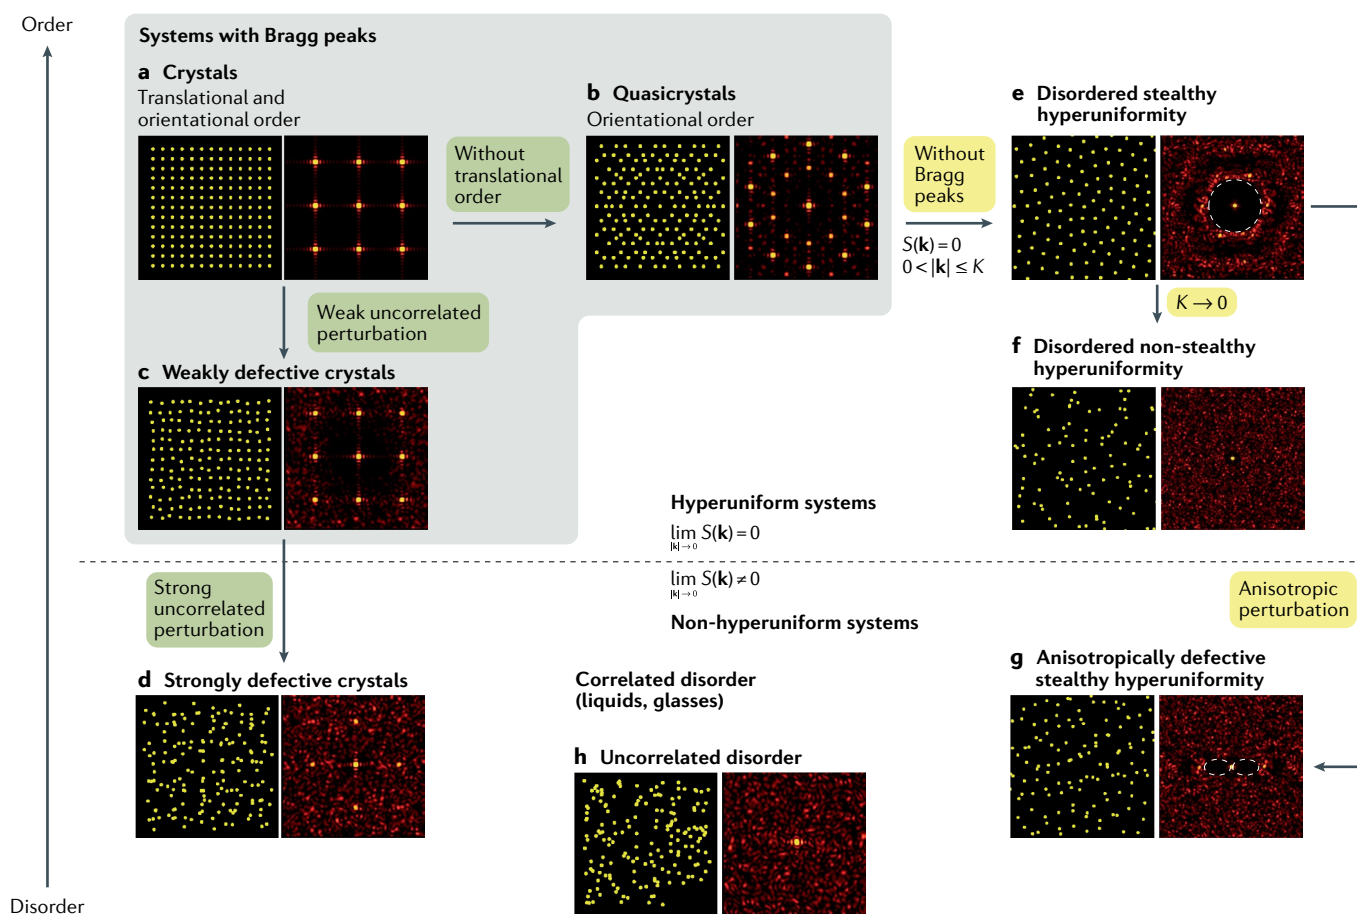 Order
Systems with Bragg peaks
a Crystals
Translational and
orientational order
Without
translational
order
b Quasicrystals
Orientational order
Without
Bragg
peaks
S(k) = 0
0 < |k| ≤ K
e Disordered stealthy
hyperuniformity
Weak uncorrelated
perturbation
K → 0
c Weakly defective crystals
f Disordered non-stealthy
hyperuniformity
Hyperuniform systems
lim S(k) = 0
|k| → 0
lim S(k) ≠ 0
|k| → 0
Non-hyperuniform systems
Strong
uncorrelated
perturbation
Anisotropic
perturbation
d Strongly defective crystals
Correlated disorder
(liquids, glasses)
g Anisotropically defective
stealthy hyperuniformity
h Uncorrelated disorder
Disorder